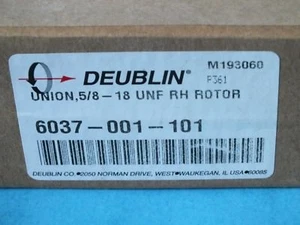 DEUBLIN® M193060
F361
UNION,5/8-18 UNF RH ROTOR
6037-001-101
DEUBLIN CO.•2050 NORMAN DRIVE, WEST•WAUKEGAN, IL USA•60085